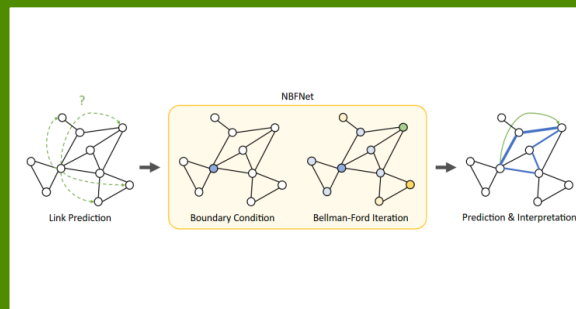 NBFNet
?
Link Prediction
Boundary Condition
Bellman-Ford Iteration
Prediction & Interpretation